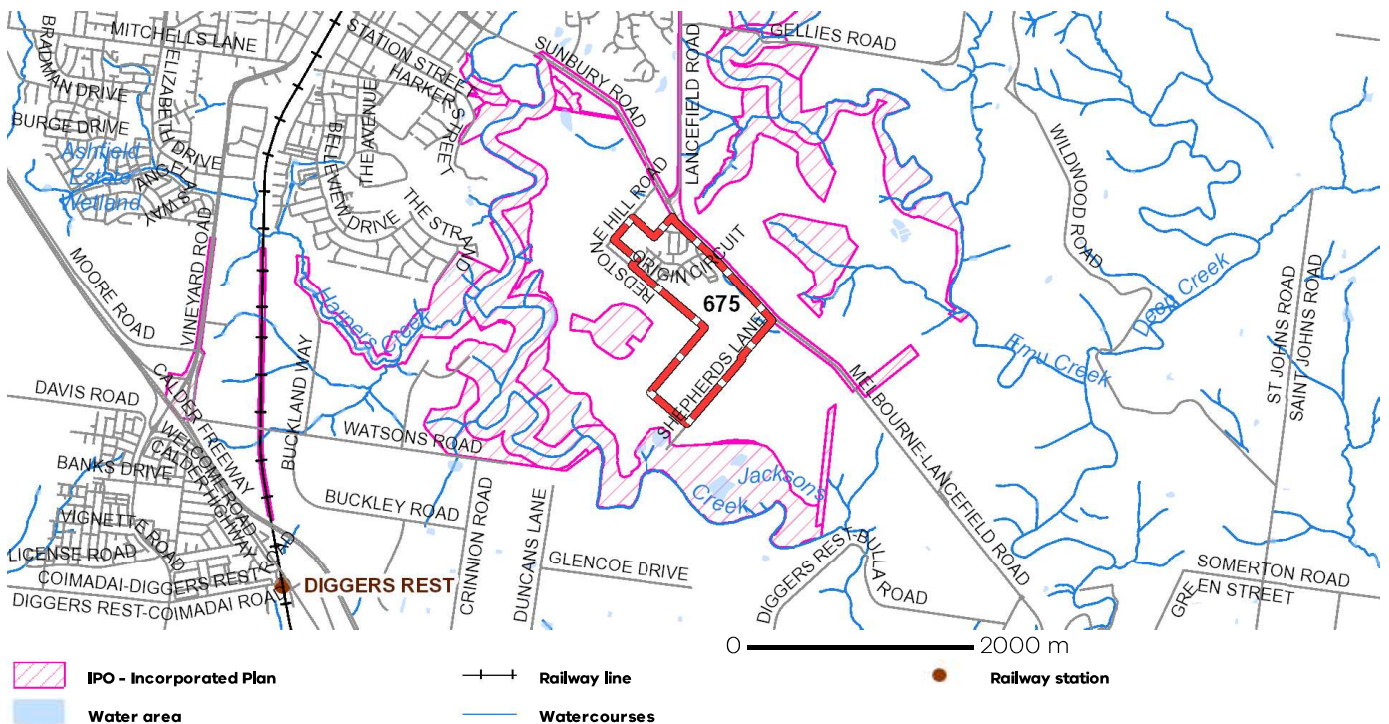 MITCHELLS LANE
BRADMAN DRIVE
ELIZABETH DRIVE
BURGE DRIVE
Ashfield
Estate
Wetland
ANGELAS WAY
STATION STREET
HARKER STREET
THE AVENUE
BELLEVIEW DRIVE
THE STRAND
SUNBURY ROAD
LANCEFIELD ROAD
GELLIES ROAD
WILDWOOD ROAD
REDSTONE HILL ROAD
ORIGIN CIRCUIT
675
SHEPHERDS LANE
MOORE ROAD
VINEYARD ROAD
Harpers Creek
Deep Creek
Emu Creek
ST JOHNS ROAD
SAINT JOHNS ROAD
BUCKLAND WAY
DAVIS ROAD
CALDER FREEWAY
WELCOME ROAD
CALDER HIGHWAY
WATSONS ROAD
BANKS DRIVE
VIGNETTE ROAD
LICENSE ROAD
BUCKLEY ROAD
CRINNION ROAD
DUNCANS LANE
GLENCOE DRIVE
Jacksons
Creek
MELBOURNE-LANCEFIELD ROAD
DIGGERS REST-BULLA ROAD
COIMADAI-DIGGERS REST ROAD
DIGGERS REST-COIMADAI ROAD
DIGGERS REST
SOMERTON ROAD
GREEN STREET
0 2000 m
IPO - Incorporated Plan
Railway line
Railway station
Water area
Watercourses